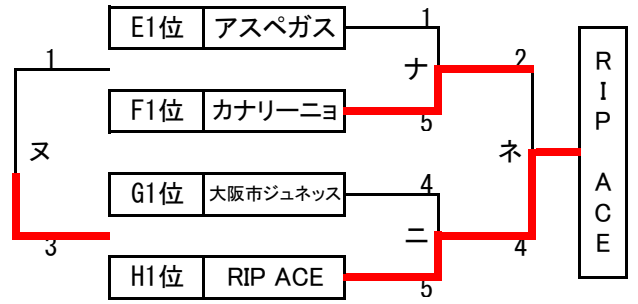 E1位 アスペガス 1
1 ナ 2
F1位 カナリーニョ 5
ヌ ネ
G1位 大阪市ジュネッス 4
3 ニ 4
H1位 RIP ACE 5
RIP ACE